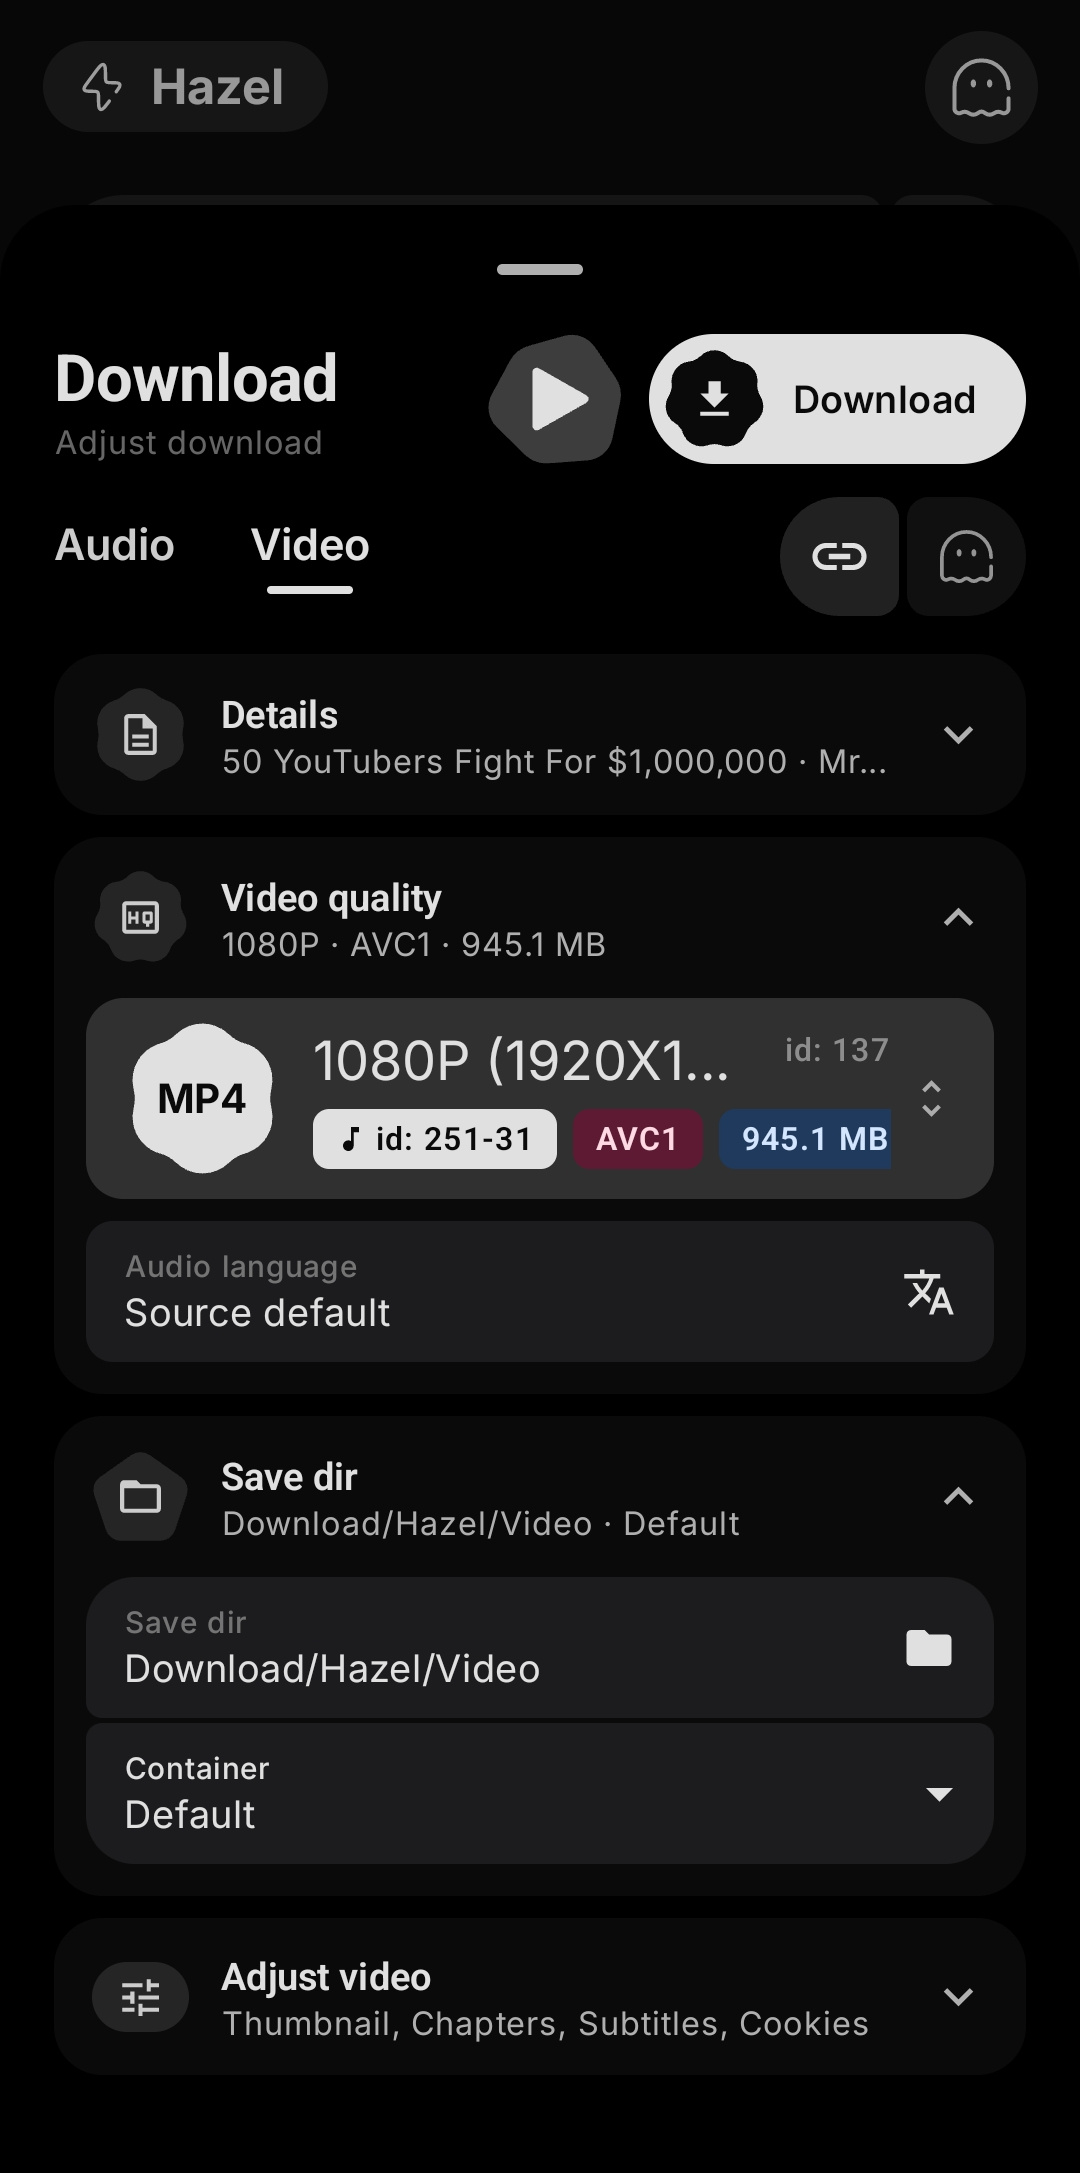 Hazel
Download
Adjust download
Download
Audio
Video
Details
50 YouTubers Fight For $1,000,000 · Mr...
Video quality
1080P · AVC1 · 945.1 MB
HQ
MP4
1080P (1920X1...
id: 137
id: 251-31
AVC1
945.1 MB
Audio language
Source default
Save dir
Download/Hazel/Video · Default
Save dir
Download/Hazel/Video
Container
Default
Adjust video
Thumbnail, Chapters, Subtitles, Cookies